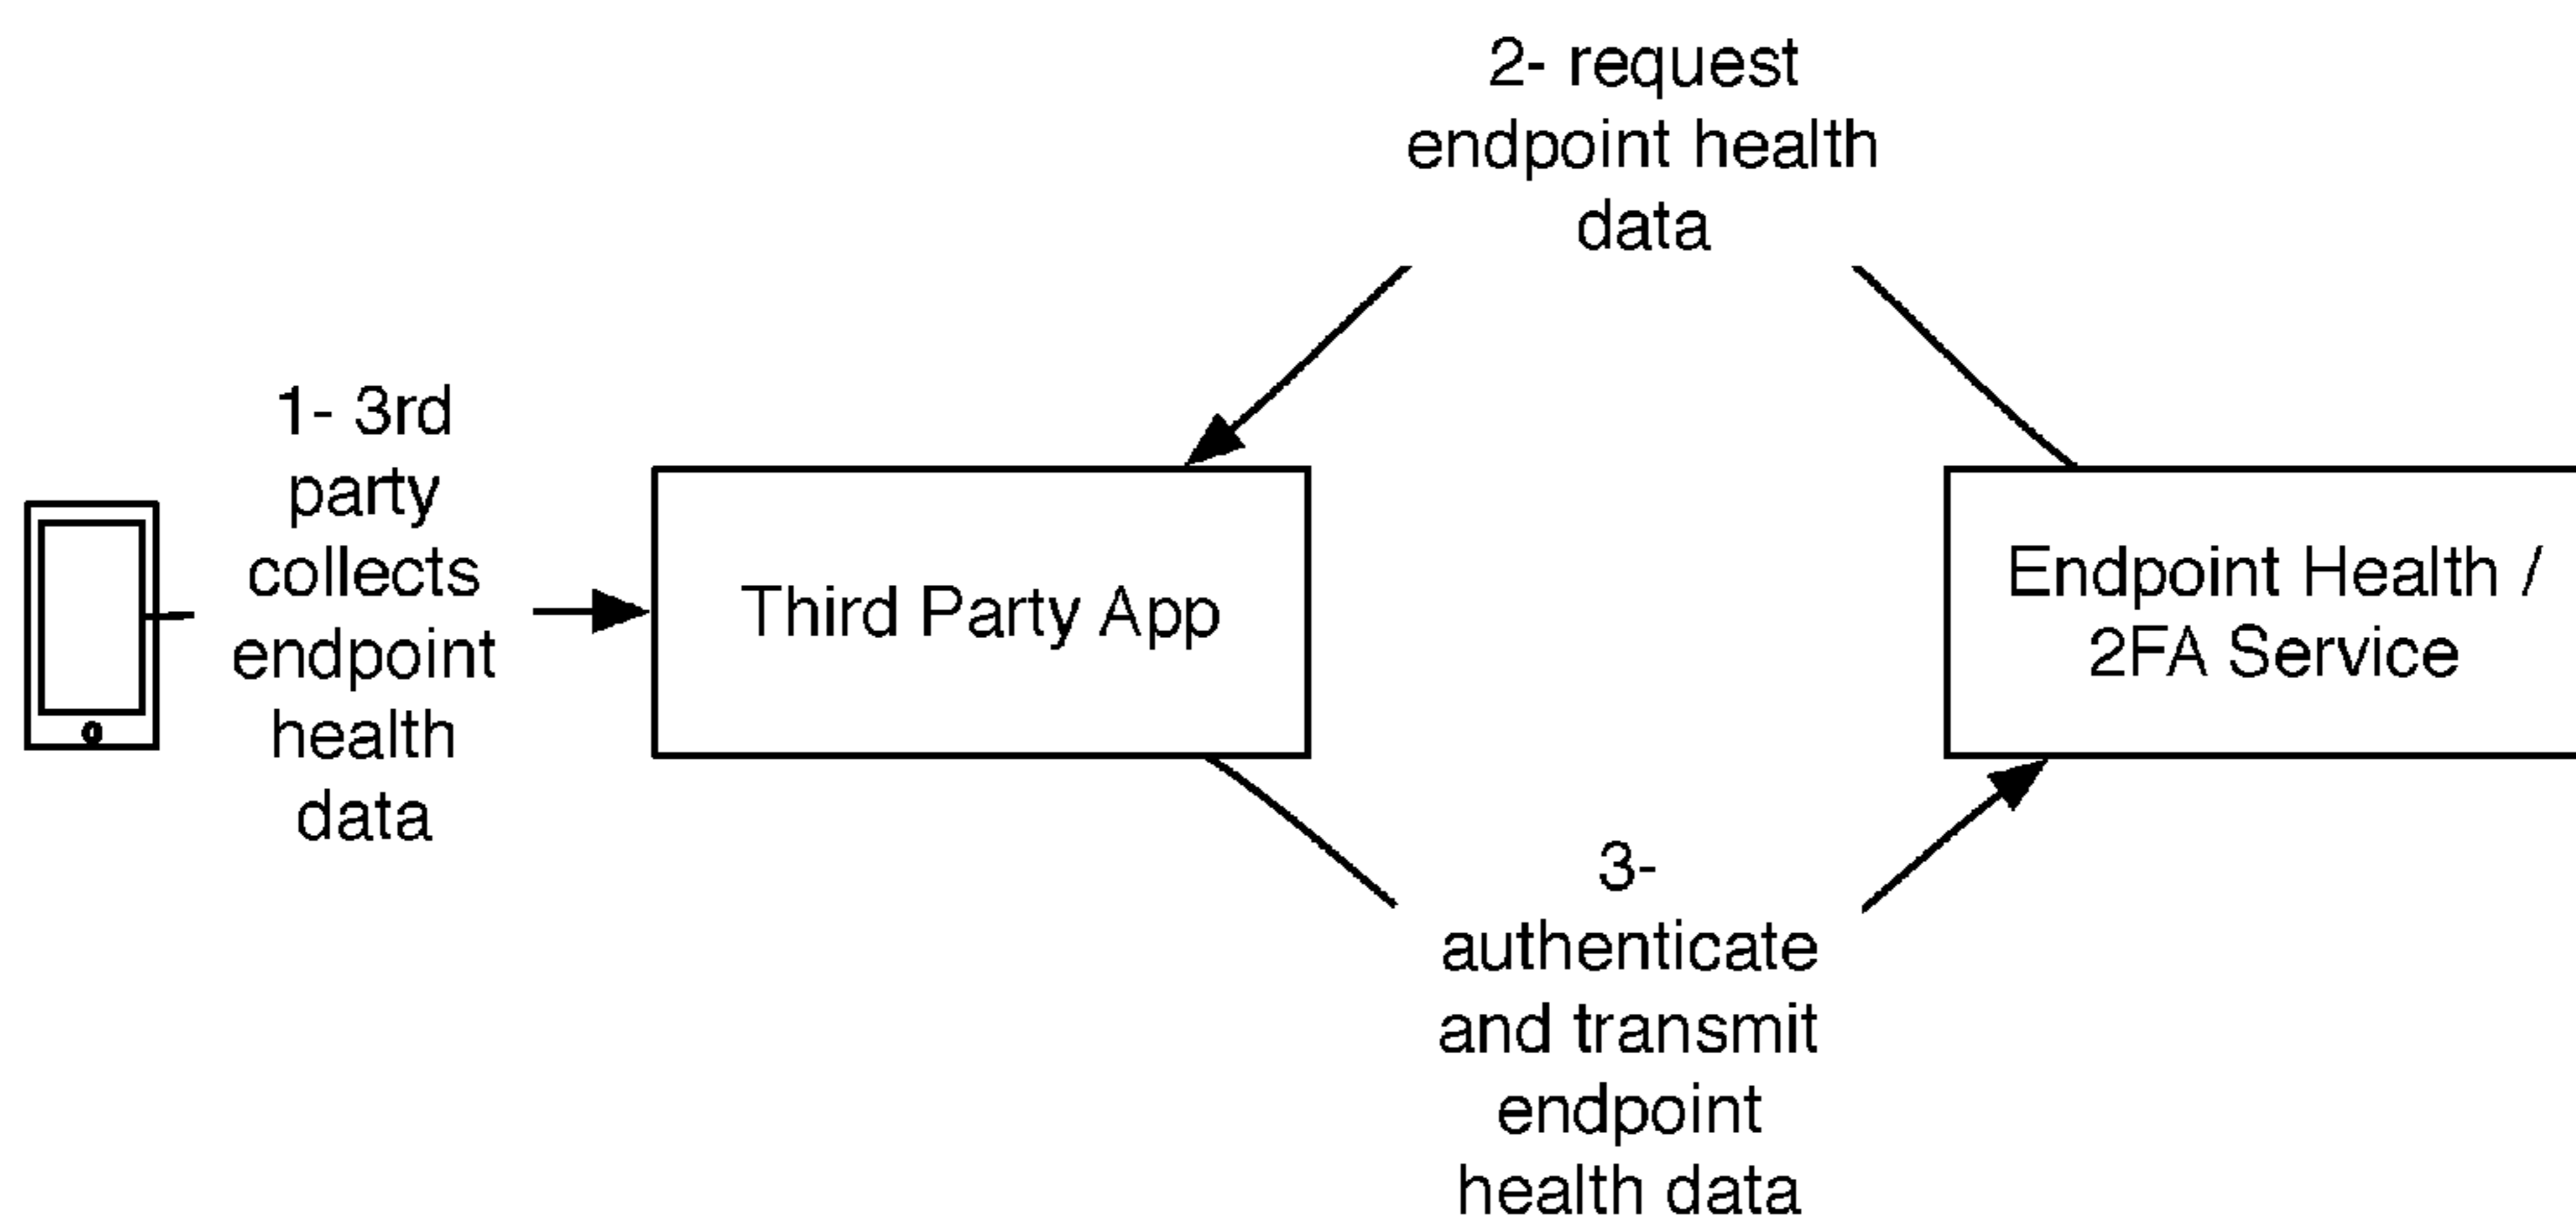 2- request
endpoint health
data
1- 3rd
party
collects
endpoint
health
data
Third Party App
Endpoint Health /
2FA Service
3-
authenticate
and transmit
endpoint
health data